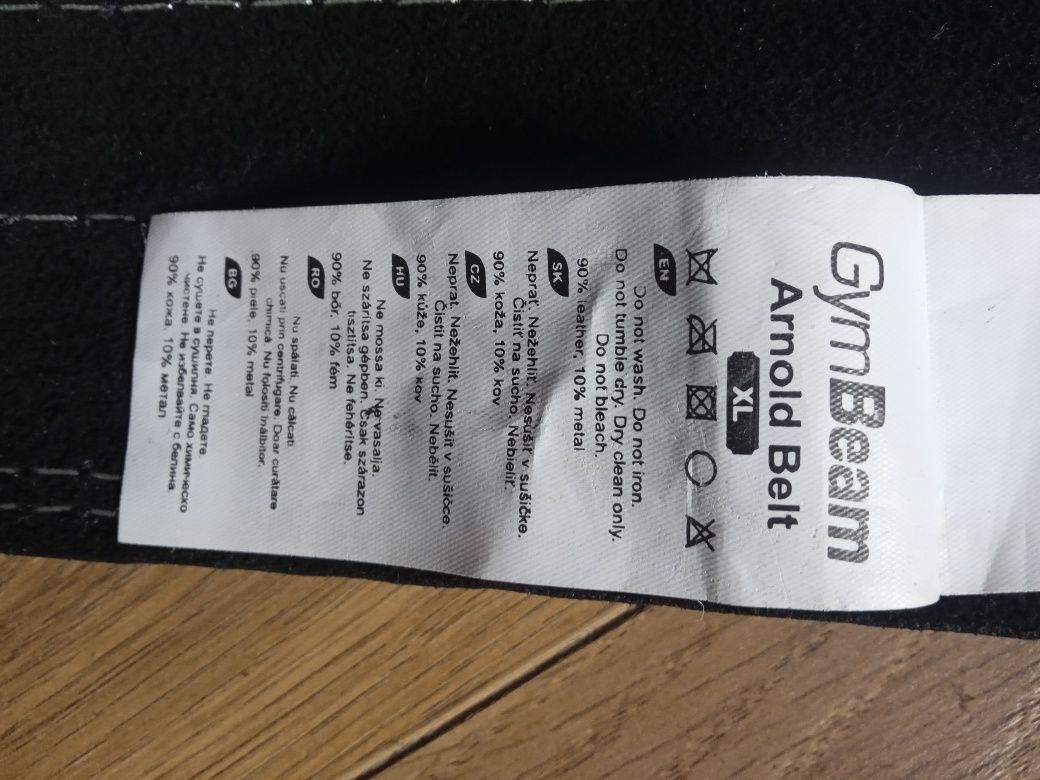 GymBeam
Arnold Belt
XL
EN
Do not wash. Do not iron.
Do not tumble dry. Dry clean only.
Do not bleach.
90% leather, 10% metal
SK
Neprať. Nežehliť. Nesušiť v sušičke.
Čistiť na sucho. Nebieliť.
90% koža, 10% kov
CZ
Neprat. Nežehlit. Nesušit v sušičce.
Čistit na sucho. Nebělit.
90% kůže, 10% kov
HU
Ne mossa ki. Ne vasalja.
Ne szárítsa gépben. Csak szárazon
tisztítsa. Ne fehérítse.
90% bőr, 10% fém
RO
Nu spălați. Nu călcați.
Nu uscați prin centrifugare. Doar curățare
chimică. Nu folosiți înălbitor.
90% piele, 10% metal
BG
Не перете. Не гладете.
Не сушете в сушилня. Само химическо
чистене. Не избелвайте с белина.
90% кожа, 10% метал